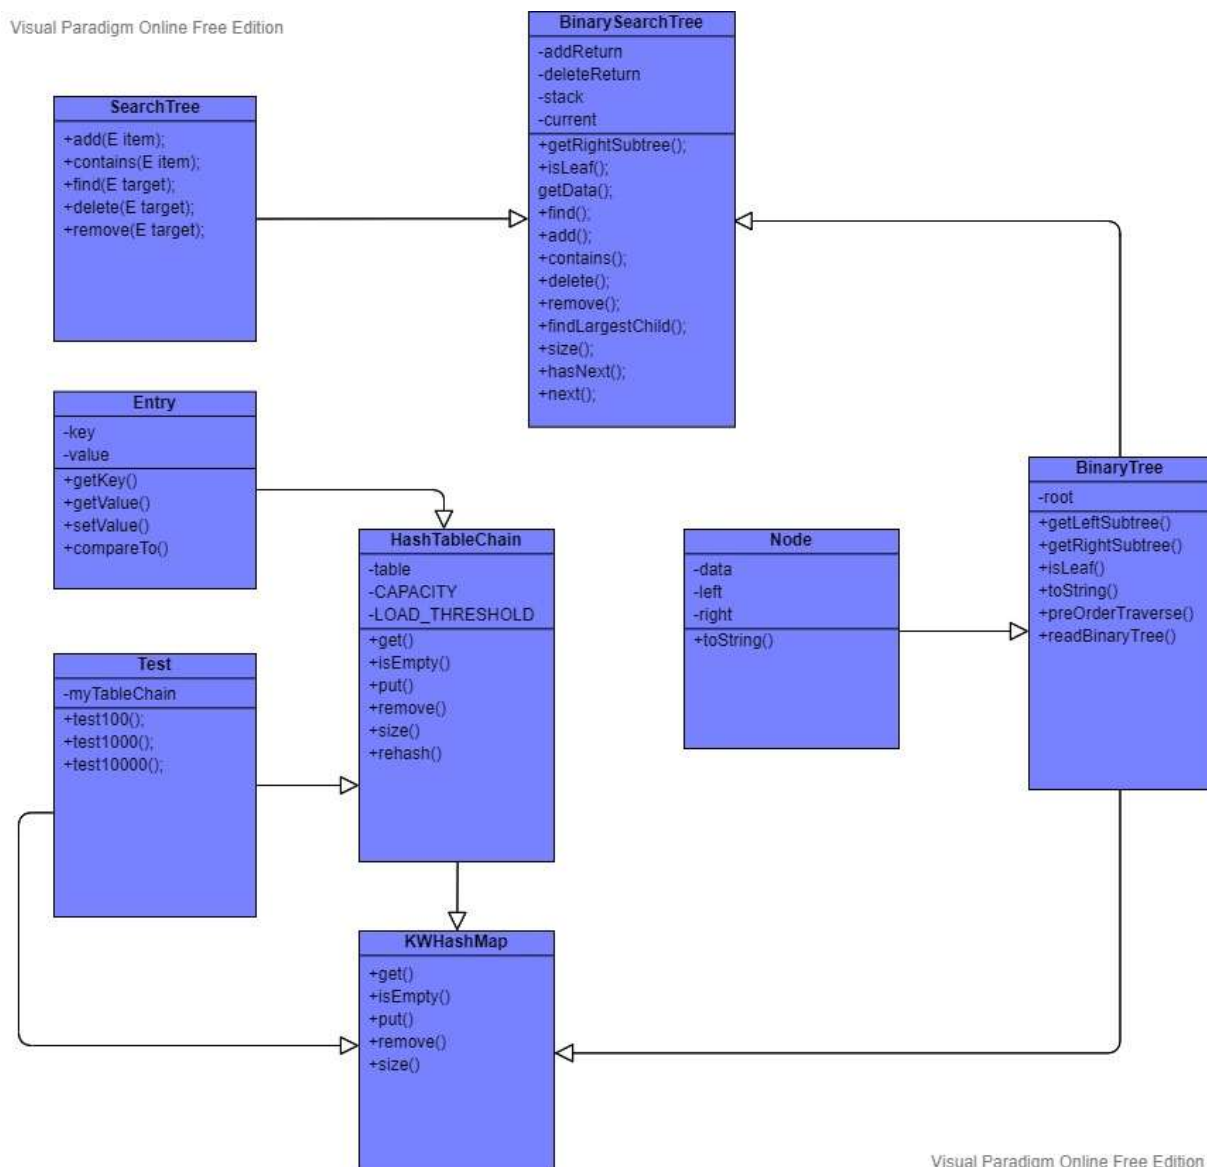 Visual Paradigm Online Free Edition
BinarySearchTree
-addReturn
-deleteReturn
-stack
-current
+getRightSubtree();
+isLeaf();
getData();
+find();
+add();
+contains();
+delete();
+remove();
+findLargestChild();
+size();
+hasNext();
+next();
SearchTree
+add(E item);
+contains(E item);
+find(E target);
+delete(E target);
+remove(E target);
Entry
-key
-value
+getKey()
+getValue()
+setValue()
+compareTo()
HashTableChain
-table
-CAPACITY
-LOAD_THRESHOLD
+get()
+isEmpty()
+put()
+remove()
+size()
+rehash()
Node
-data
-left
-right
+toString()
BinaryTree
-root
+getLeftSubtree()
+getRightSubtree()
+isLeaf()
+toString()
+preOrderTraverse()
+readBinaryTree()
Test
-myTableChain
+test100();
+test1000();
+test10000();
KWHashMap
+get()
+isEmpty()
+put()
+remove()
+size()
Visual Paradigm Online Free Edition